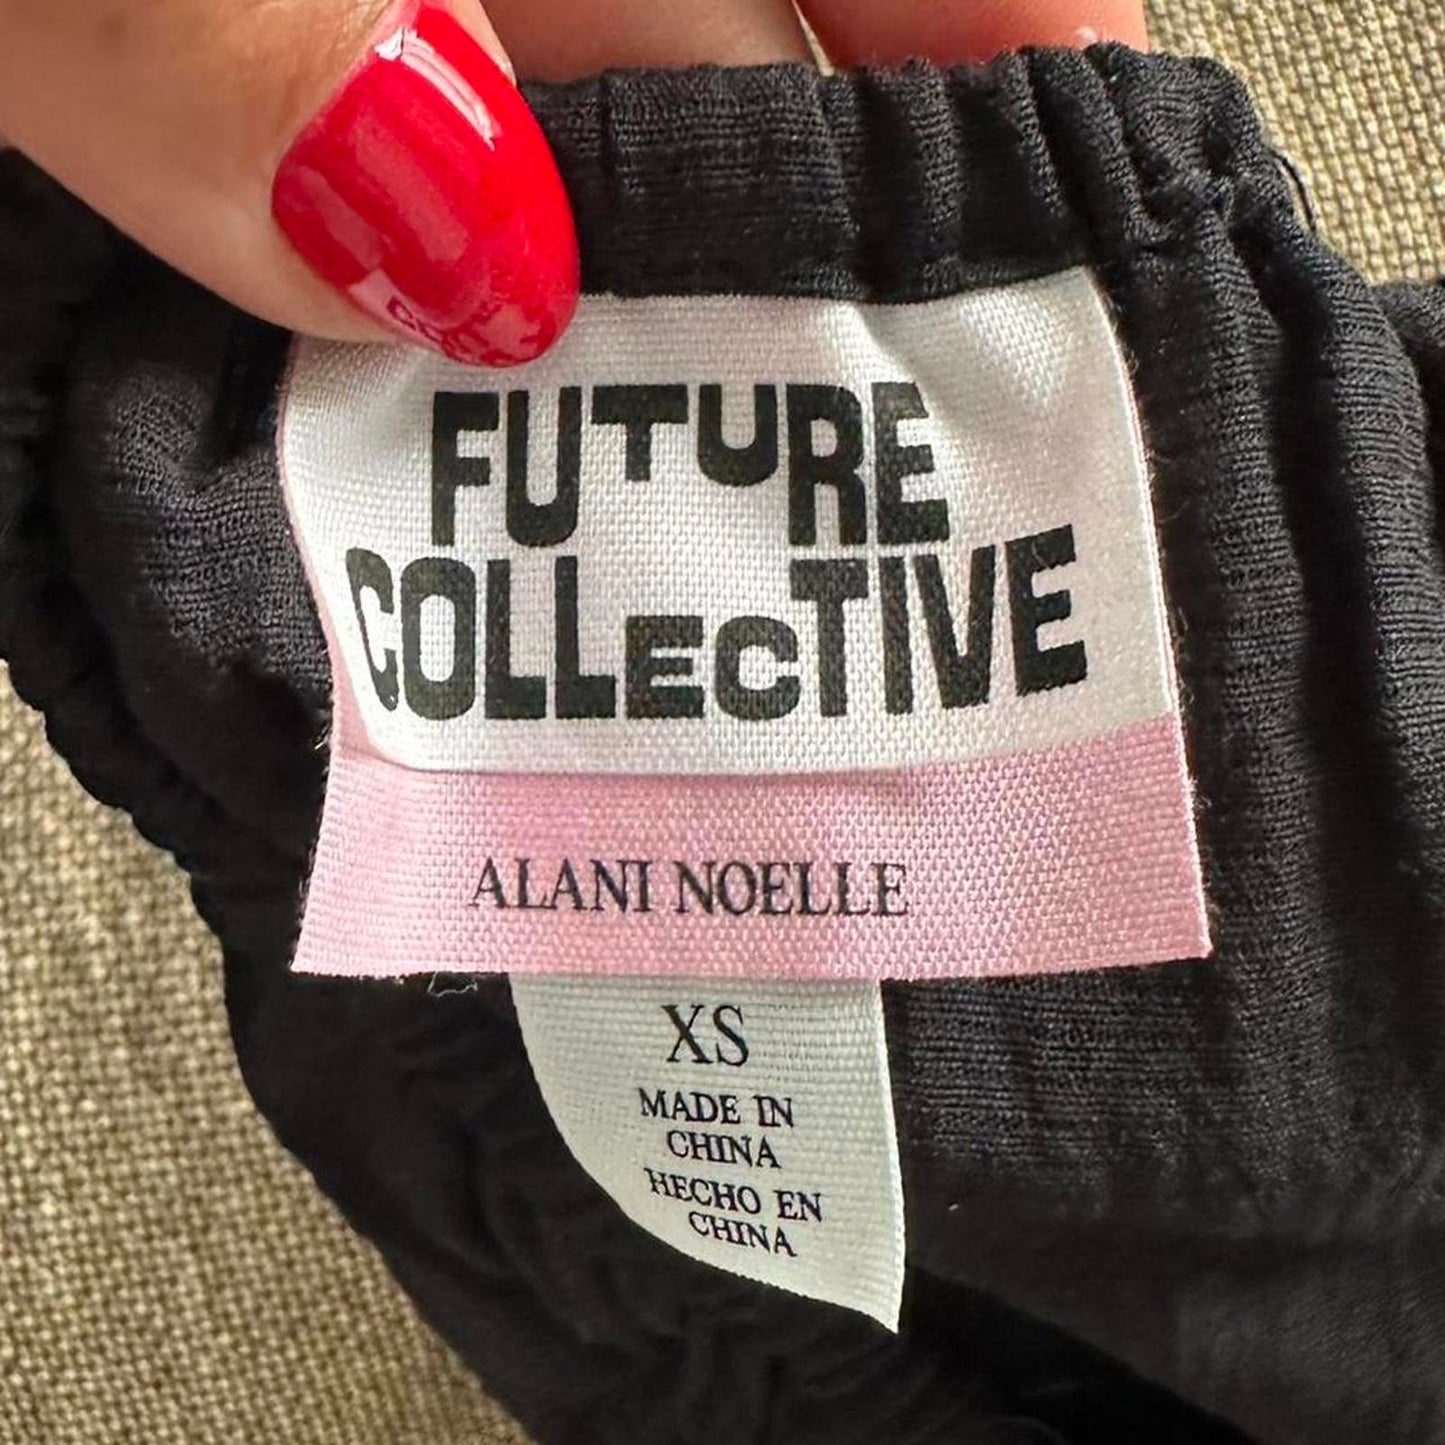 FUTURE
COLLECTIVE
ALANI NOELLE
XS
MADE IN
CHINA
HECHO EN
CHINA